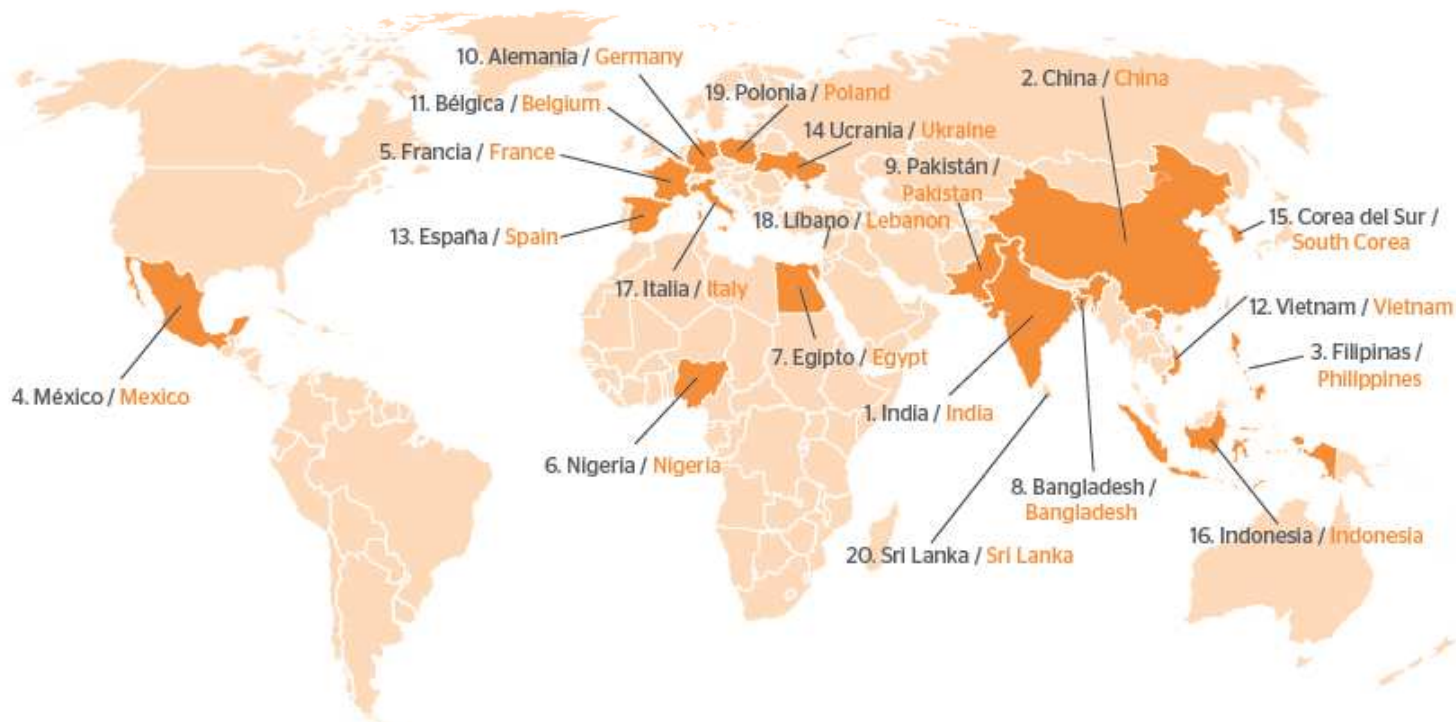 10. Alemania / Germany
2. China / China
19. Polonia / Poland
11. Bélgica / Belgium
14 Ucrania / Ukraine
5. Francia / France
9. Pakistán /
Pakistan
18. Líbano / Lebanon
15. Corea del Sur /
South Corea
13. España / Spain
17. Italia / Italy
12. Vietnam / Vietnam
7. Egipto / Egypt
3. Filipinas /
Philippines
4. México / Mexico
1. India / India
6. Nigeria / Nigeria
8. Bangladesh /
Bangladesh
16. Indonesia / Indonesia
20. Sri Lanka / Sri Lanka